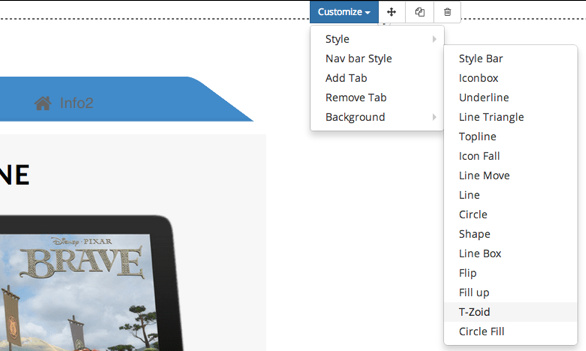 Customize
Style
Nav bar Style
Add Tab
Remove Tab
Background
Style Bar
Iconbox
Underline
Line Triangle
Topline
Icon Fall
Line Move
Line
Circle
Shape
Line Box
Flip
Fill up
T-Zoid
Circle Fill
Info2
NE
Disney · PIXAR
BRAVE